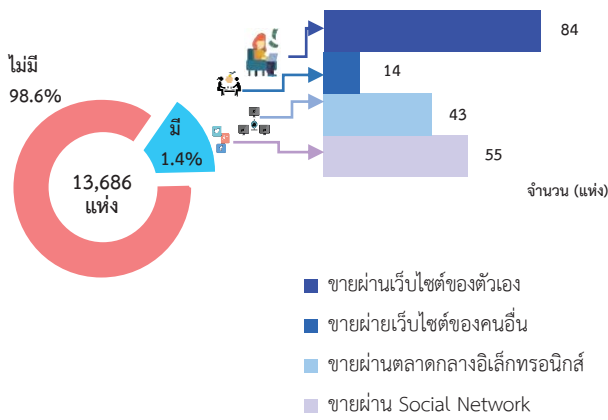 84
ไม่มี
98.6%
14
มี
1.4%
43
13,686
แห่ง
55
จำนวน (แห่ง)
ขายผ่านเว็บไซต์ของตัวเอง
ขายผ่ายเว็บไซต์ของคนอื่น
ขายผ่านตลาดกลางอิเล็กทรอนิกส์
ขายผ่าน Social Network